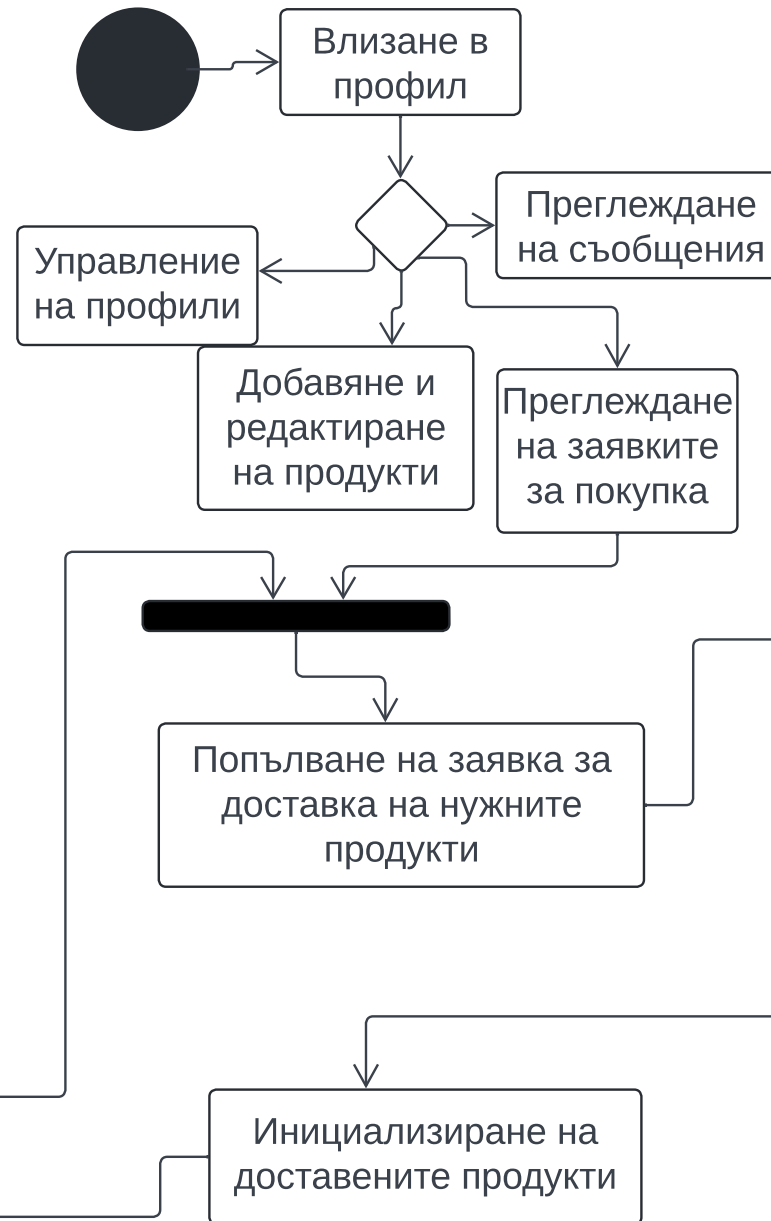 Влизане в
профил
Преглеждане
на съобщения
Управление
на профили
Добавяне и
редактиране
на продукти
Преглеждане
на заявките
за покупка
Попълване на заявка за
доставка на нужните
продукти
Инициализиране на
доставените продукти